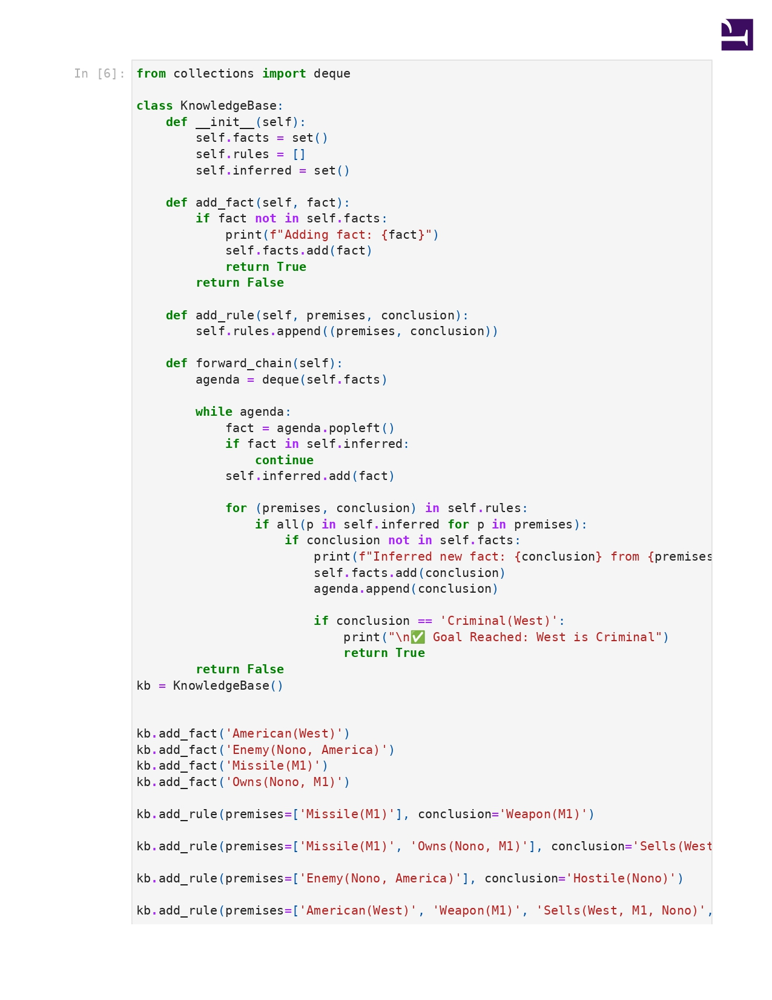 In [6]:
from collections import deque

class KnowledgeBase:
    def __init__(self):
        self.facts = set()
        self.rules = []
        self.inferred = set()

    def add_fact(self, fact):
        if fact not in self.facts:
            print(f"Adding fact: {fact}")
            self.facts.add(fact)
            return True
        return False

    def add_rule(self, premises, conclusion):
        self.rules.append((premises, conclusion))

    def forward_chain(self):
        agenda = deque(self.facts)

        while agenda:
            fact = agenda.popleft()
            if fact in self.inferred:
                continue
            self.inferred.add(fact)

            for (premises, conclusion) in self.rules:
                if all(p in self.inferred for p in premises):
                    if conclusion not in self.facts:
                        print(f"Inferred new fact: {conclusion} from {premises
                        self.facts.add(conclusion)
                        agenda.append(conclusion)

                        if conclusion == 'Criminal(West)':
                            print("\n✅ Goal Reached: West is Criminal")
                            return True
        return False
kb = KnowledgeBase()


kb.add_fact('American(West)')
kb.add_fact('Enemy(Nono, America)')
kb.add_fact('Missile(M1)')
kb.add_fact('Owns(Nono, M1)')

kb.add_rule(premises=['Missile(M1)'], conclusion='Weapon(M1)')

kb.add_rule(premises=['Missile(M1)', 'Owns(Nono, M1)'], conclusion='Sells(West

kb.add_rule(premises=['Enemy(Nono, America)'], conclusion='Hostile(Nono)')

kb.add_rule(premises=['American(West)', 'Weapon(M1)', 'Sells(West, M1, Nono)',